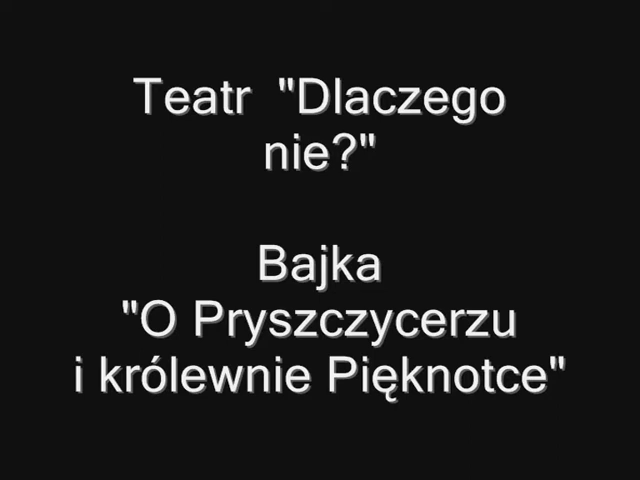 Teatr "Dlaczego
nie?"
Bajka
"O Pryszczycerzu
i królewnie Pięknotce"